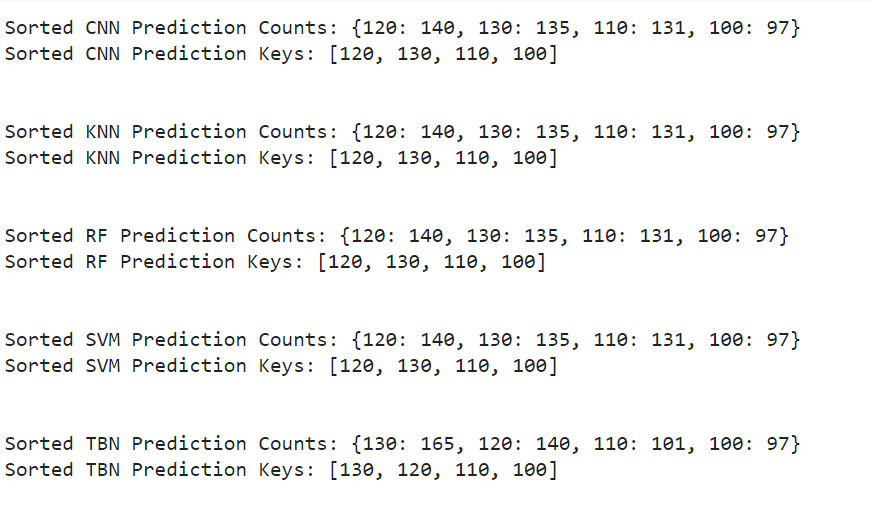 Sorted CNN Prediction Counts: {120: 140, 130: 135, 110: 131, 100: 97}
Sorted CNN Prediction Keys: [120, 130, 110, 100]
Sorted KNN Prediction Counts: {120: 140, 130: 135, 110: 131, 100: 97}
Sorted KNN Prediction Keys: [120, 130, 110, 100]
Sorted RF Prediction Counts: {120: 140, 130: 135, 110: 131, 100: 97}
Sorted RF Prediction Keys: [120, 130, 110, 100]
Sorted SVM Prediction Counts: {120: 140, 130: 135, 110: 131, 100: 97}
Sorted SVM Prediction Keys: [120, 130, 110, 100]
Sorted TBN Prediction Counts: {130: 165, 120: 140, 110: 101, 100: 97}
Sorted TBN Prediction Keys: [130, 120, 110, 100]